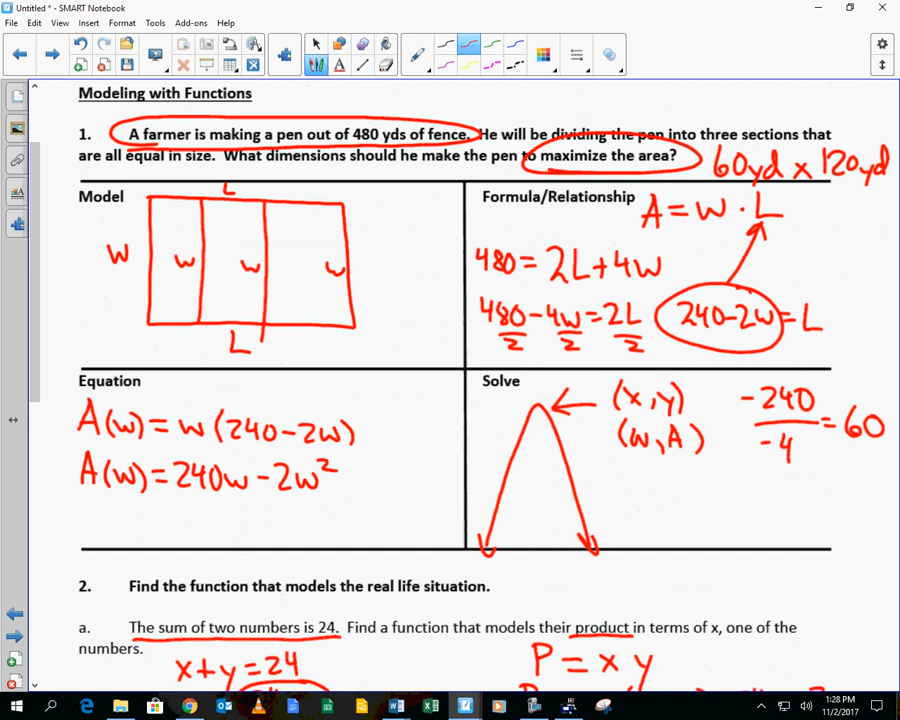 Untitled * - SMART Notebook
File Edit View Insert Format Tools Add-ons Help
Modeling with Functions
1. A farmer is making a pen out of 480 yds of fence. He will be dividing the pen into three sections that
are all equal in size. What dimensions should he make the pen to maximize the area?
60yd x 120yd
Model
L
W W W W
L
Formula/Relationship
A = W · L
480 = 2L + 4W
480 - 4W = 2L
2 2 2
240 - 2W = L
Equation
A(w) = w(240 - 2w)
A(w) = 240w - 2w²
Solve
(x, y)
(w, A)
-240
-4
= 60
2. Find the function that models the real life situation.
a. The sum of two numbers is 24. Find a function that models their product in terms of x, one of the
numbers.
x + y = 24
P = x y
1:28 PM
11/2/2017